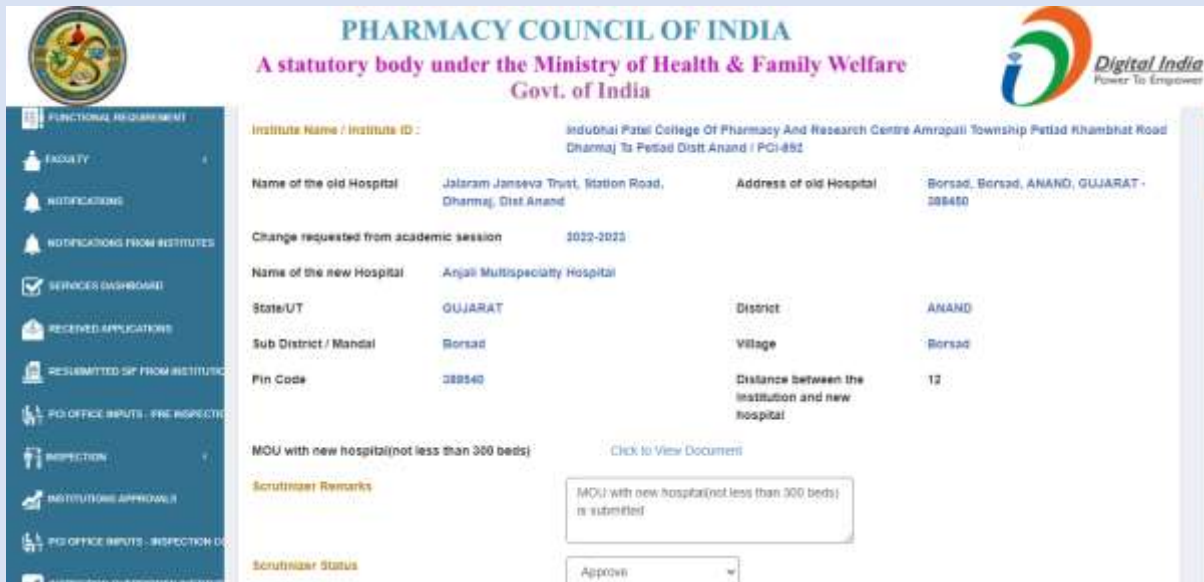 PHARMACY COUNCIL OF INDIA
A statutory body under the Ministry of Health & Family Welfare
Govt. of India
Digital India
Power To Empower
FUNCTIONAL REQUIREMENT
FACULTY
NOTIFICATIONS
NOTIFICATIONS FROM INSTITUTES
SERVICES DASHBOARD
RECEIVED APPLICATIONS
RESUBMITTED SIF FROM INSTITUTIO
PCI OFFICE INPUTS - PRE INSPECTIO
INSPECTION
INSTITUTIONS APPROVALS
PCI OFFICE INPUTS - INSPECTION
Institute Name / Institute ID :
Indubhai Patel College Of Pharmacy And Research Centre Amrapali Township Petlad Khambhat Road
Dharmaj Ta Petlad Distt Anand / PCI-892
Name of the old Hospital
Jalaram Janseva Trust, Station Road,
Dharmaj, Dist Anand
Address of old Hospital
Borsad, Borsad, ANAND, GUJARAT -
Change requested from academic session
2022-2023
Name of the new Hospital
Anjali Multispecialty Hospital
State/UT
GUJARAT
District
ANAND
Sub District / Mandal
Borsad
Village
Borsad
Pin Code
388540
Distance between the
institution and new
hospital
12
MOU with new hospital(not less than 300 beds)
Click to View Document
Scrutinizer Remarks
MOU with new hospital(not less than 300 beds)
is submitted
Scrutinizer Status
Approve